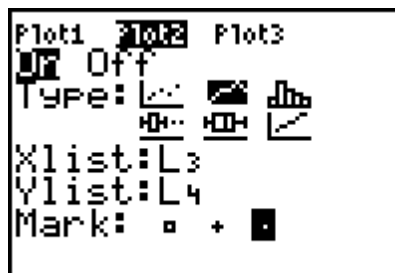 Plot1 Plot2 Plot3
On Off
Type:
Xlist:L₃
Ylist:L₄
Mark: